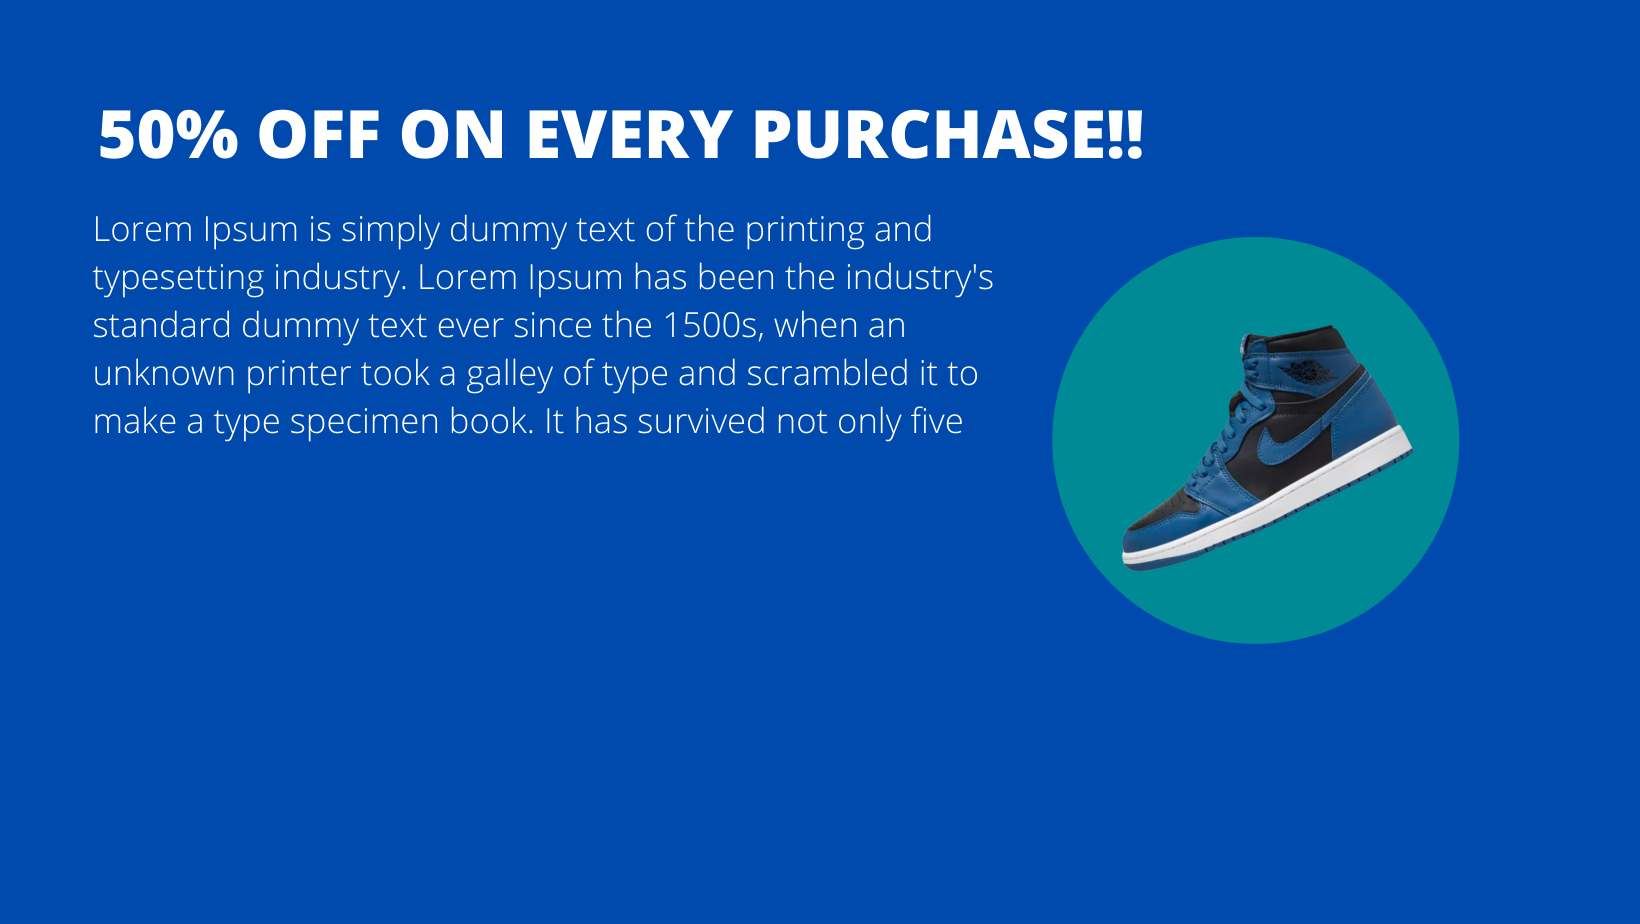 50% OFF ON EVERY PURCHASE!!
Lorem Ipsum is simply dummy text of the printing and
typesetting industry. Lorem Ipsum has been the industry's
standard dummy text ever since the 1500s, when an
unknown printer took a galley of type and scrambled it to
make a type specimen book. It has survived not only five